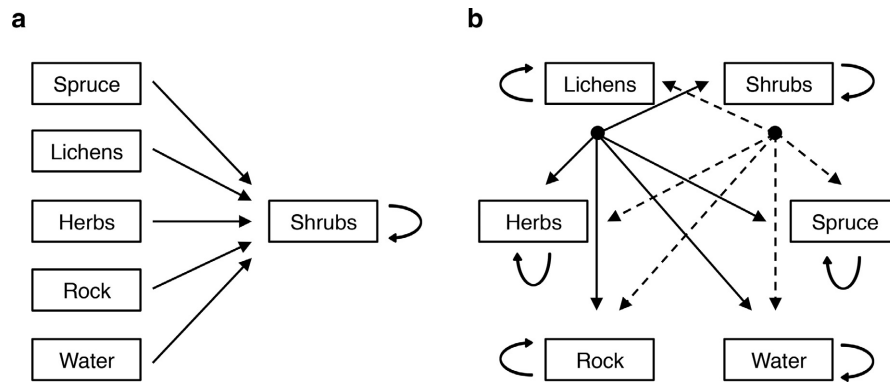 a
Spruce
Lichens
Herbs
Rock
Water
Shrubs
b
Lichens
Shrubs
Herbs
Spruce
Rock
Water